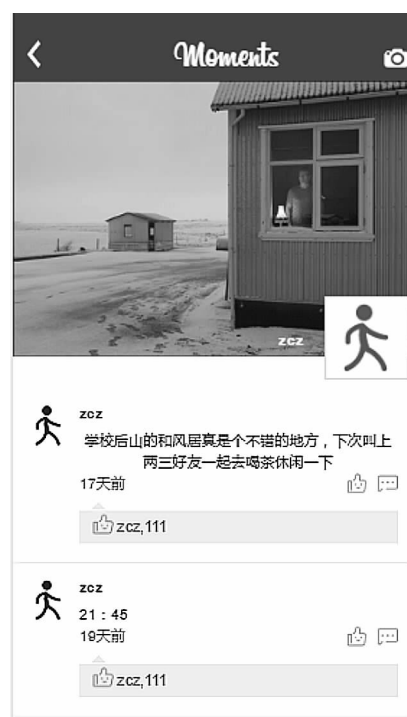 Moments
zcz
zcz
学校后山的和风居真是个不错的地方，下次叫上
两三好友一起去喝茶休闲一下
17天前
zcz,111
zcz
21：45
19天前
zcz,111